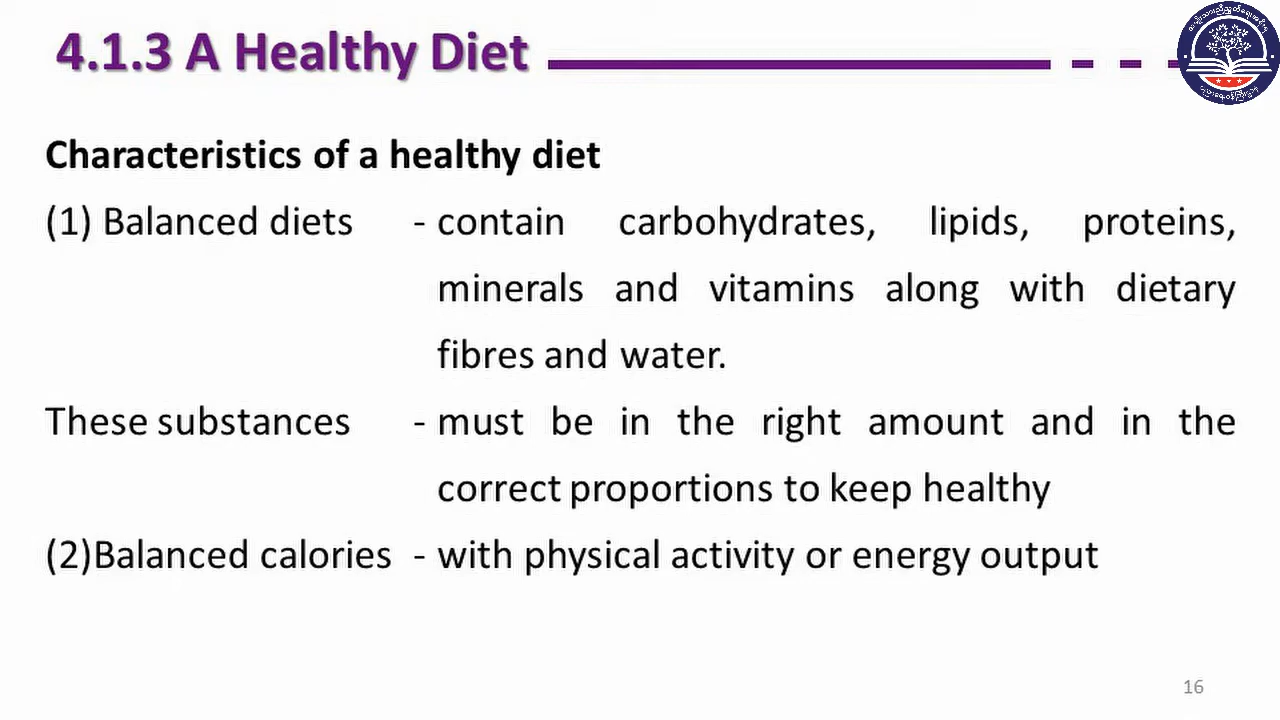 4.1.3 A Healthy Diet
Characteristics of a healthy diet
(1) Balanced diets - contain carbohydrates, lipids, proteins,
minerals and vitamins along with dietary
fibres and water.
These substances - must be in the right amount and in the
correct proportions to keep healthy
(2)Balanced calories - with physical activity or energy output
16